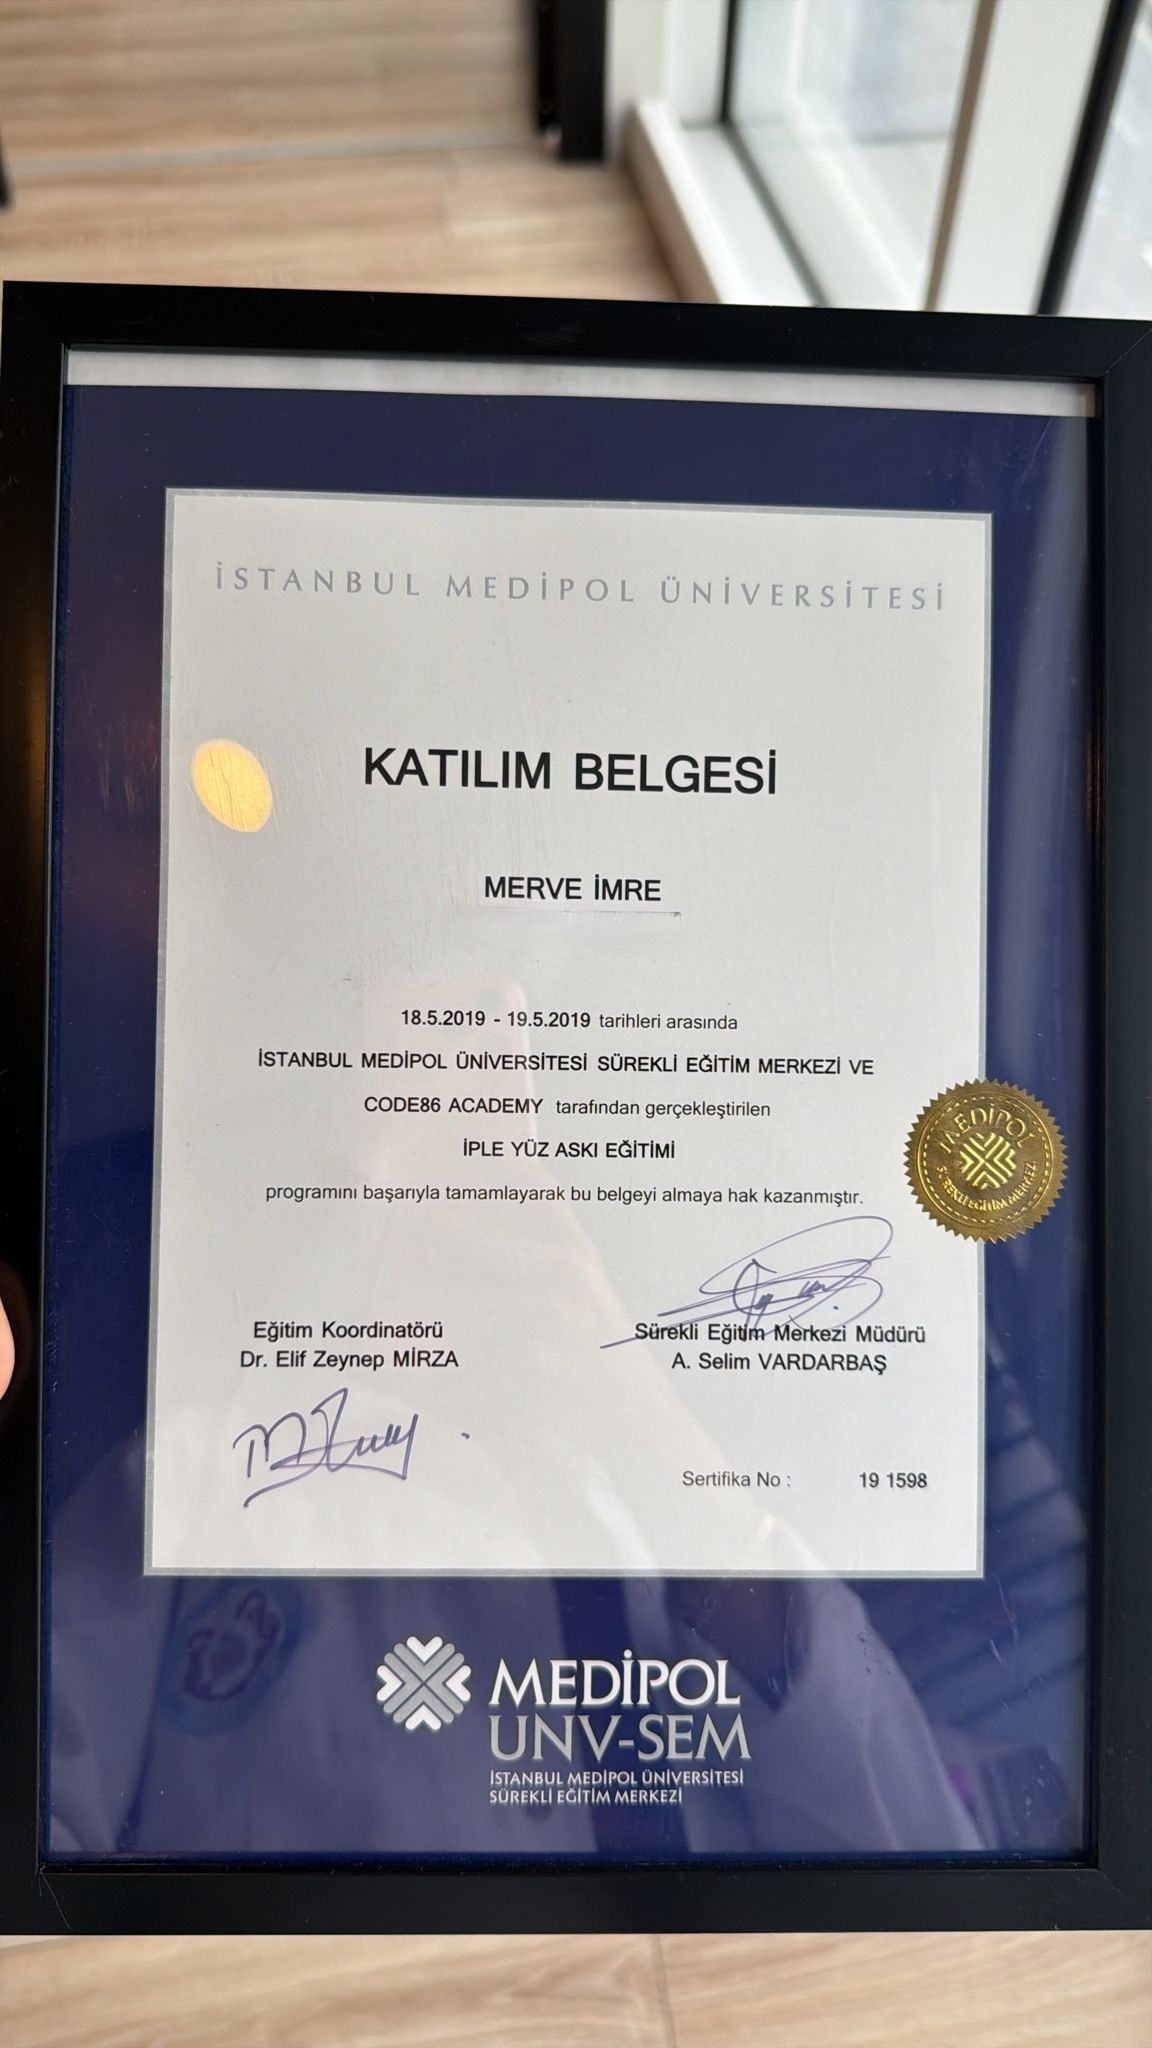 İSTANBUL MEDİPOL ÜNİVERSİTESİ
KATILIM BELGESİ
MERVE İMRE
18.5.2019 - 19.5.2019 tarihleri arasında
İSTANBUL MEDİPOL ÜNİVERSİTESİ SÜREKLİ EĞİTİM MERKEZİ VE
CODE86 ACADEMY tarafından gerçekleştirilen
İPLE YÜZ ASKI EĞİTİMİ
programını başarıyla tamamlayarak bu belgeyi almaya hak kazanmıştır.
MEDİPOL
SÜREKLİ EĞİTİM MERKEZİ
Eğitim Koordinatörü
Dr. Elif Zeynep MİRZA
Sürekli Eğitim Merkezi Müdürü
A. Selim VARDARBAŞ
Sertifika No : 19 1598
MEDİPOL
UNV-SEM
İSTANBUL MEDİPOL ÜNİVERSİTESİ
SÜREKLİ EĞİTİM MERKEZİ